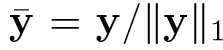 ȳ = y/‖y‖₁